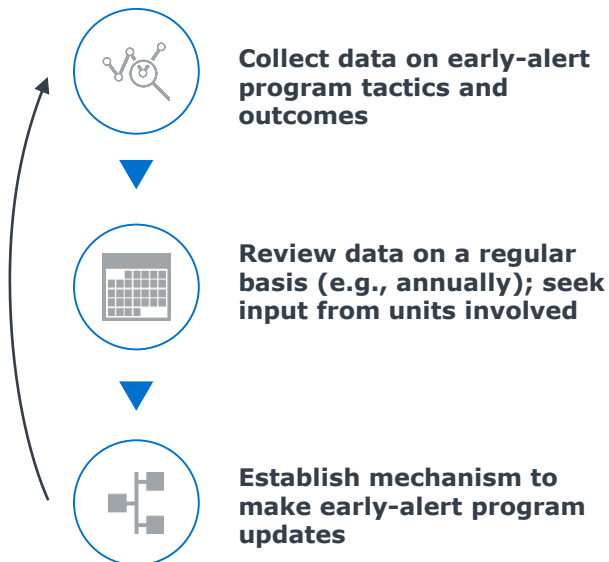 Collect data on early-alert
program tactics and
outcomes
Review data on a regular
basis (e.g., annually); seek
input from units involved
Establish mechanism to
make early-alert program
updates